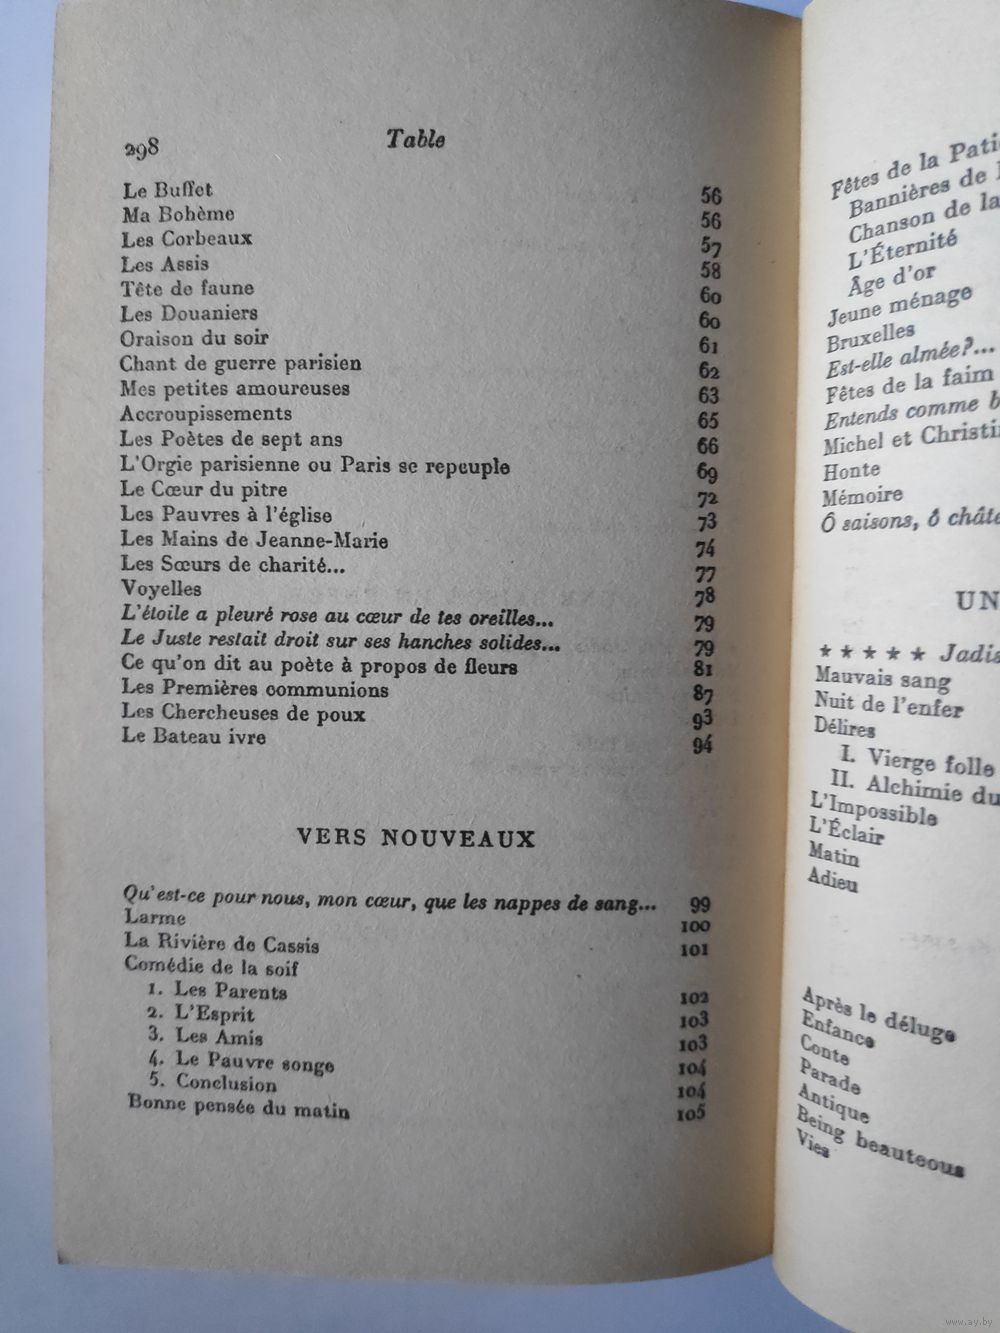 298 Table
Le Buffet 56
Ma Bohème 56
Les Corbeaux 57
Les Assis 58
Tête de faune 60
Les Douaniers 60
Oraison du soir 61
Chant de guerre parisien 62
Mes petites amoureuses 63
Accroupissements 65
Les Poètes de sept ans 66
L'Orgie parisienne ou Paris se repeuple 69
Le Cœur du pitre 72
Les Pauvres à l'église 73
Les Mains de Jeanne-Marie 74
Les Sœurs de charité... 77
Voyelles 78
L'étoile a pleuré rose au cœur de tes oreilles... 79
Le Juste restait droit sur ses hanches solides... 79
Ce qu'on dit au poète à propos de fleurs 81
Les Premières communions 87
Les Chercheuses de poux 93
Le Bateau ivre 94
VERS NOUVEAUX
Qu'est-ce pour nous, mon cœur, que les nappes de sang... 99
Larme 100
La Rivière de Cassis 101
Comédie de la soif
1. Les Parents 102
2. L'Esprit 103
3. Les Amis 103
4. Le Pauvre songe 104
5. Conclusion 104
Bonne pensée du matin 105
Fêtes de la Pati
Bannières de
Chanson de la
L'Éternité
Âge d'or
Jeune ménage
Bruxelles
Est-elle almée?...
Fêtes de la faim
Entends comme b
Michel et Christi
Honte
Mémoire
Ô saisons, ô châte
UN
★ ★ ★ ★ ★ Jadis
Mauvais sang
Nuit de l'enfer
Délires
I. Vierge folle
II. Alchimie du
L'Impossible
L'Éclair
Matin
Adieu
Après le déluge
Enfance
Conte
Parade
Antique
Being beauteous
Vies
www.ay.by